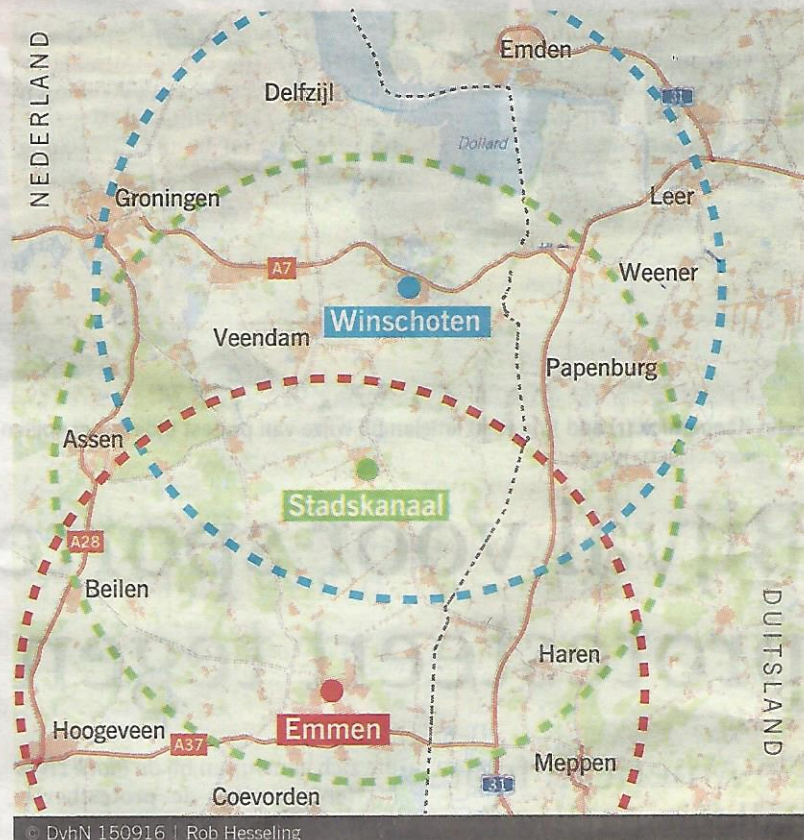 NEDERLAND
Emden
Delfzijl
31
Dollard
Groningen
Leer
A7
Weener
Winschoten
Veendam
Papenburg
Assen
Stadskanaal
A28
Beilen
DUITSLAND
Haren
Emmen
Hoogeveen
A37
Meppen
31
Coevorden
© DvhN 150916 | Rob Hesseling